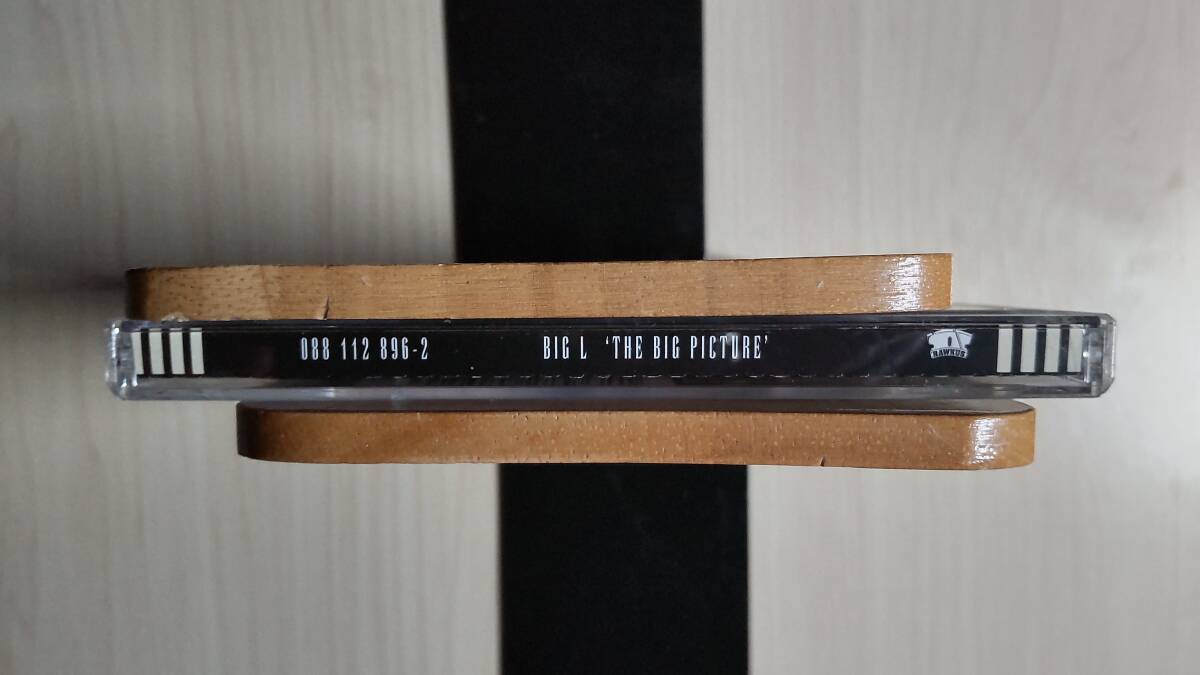 088 112 896-2 BIG L 'THE BIG PICTURE' RAWKUS